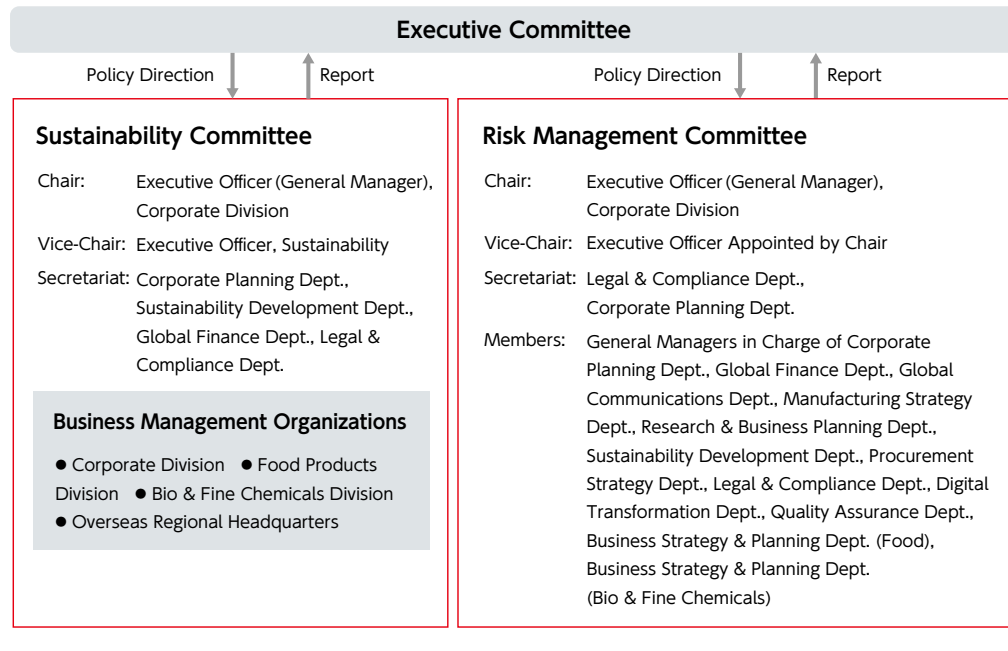 Executive Committee
Policy Direction
Report
Policy Direction
Report
Sustainability Committee
Chair: Executive Officer (General Manager),
Corporate Division
Vice-Chair: Executive Officer, Sustainability
Secretariat: Corporate Planning Dept.,
Sustainability Development Dept.,
Global Finance Dept., Legal &
Compliance Dept.
Business Management Organizations
● Corporate Division ● Food Products
Division ● Bio & Fine Chemicals Division
● Overseas Regional Headquarters
Risk Management Committee
Chair: Executive Officer (General Manager),
Corporate Division
Vice-Chair: Executive Officer Appointed by Chair
Secretariat: Legal & Compliance Dept.,
Corporate Planning Dept.
Members: General Managers in Charge of Corporate
Planning Dept., Global Finance Dept., Global
Communications Dept., Manufacturing Strategy
Dept., Research & Business Planning Dept.,
Sustainability Development Dept., Procurement
Strategy Dept., Legal & Compliance Dept., Digital
Transformation Dept., Quality Assurance Dept.,
Business Strategy & Planning Dept. (Food),
Business Strategy & Planning Dept.
(Bio & Fine Chemicals)